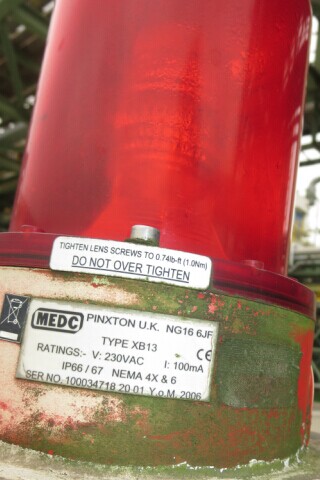 TIGHTEN LENS SCREWS TO 0.74lb-ft (1.0Nm)
DO NOT OVER TIGHTEN
MEDC PINXTON U.K. NG16 6JF
TYPE XB13
RATINGS:- V: 230VAC I: 100mA
IP66 / 67 NEMA 4X & 6
SER NO. 100034718 20 01 Y.o.M. 2006